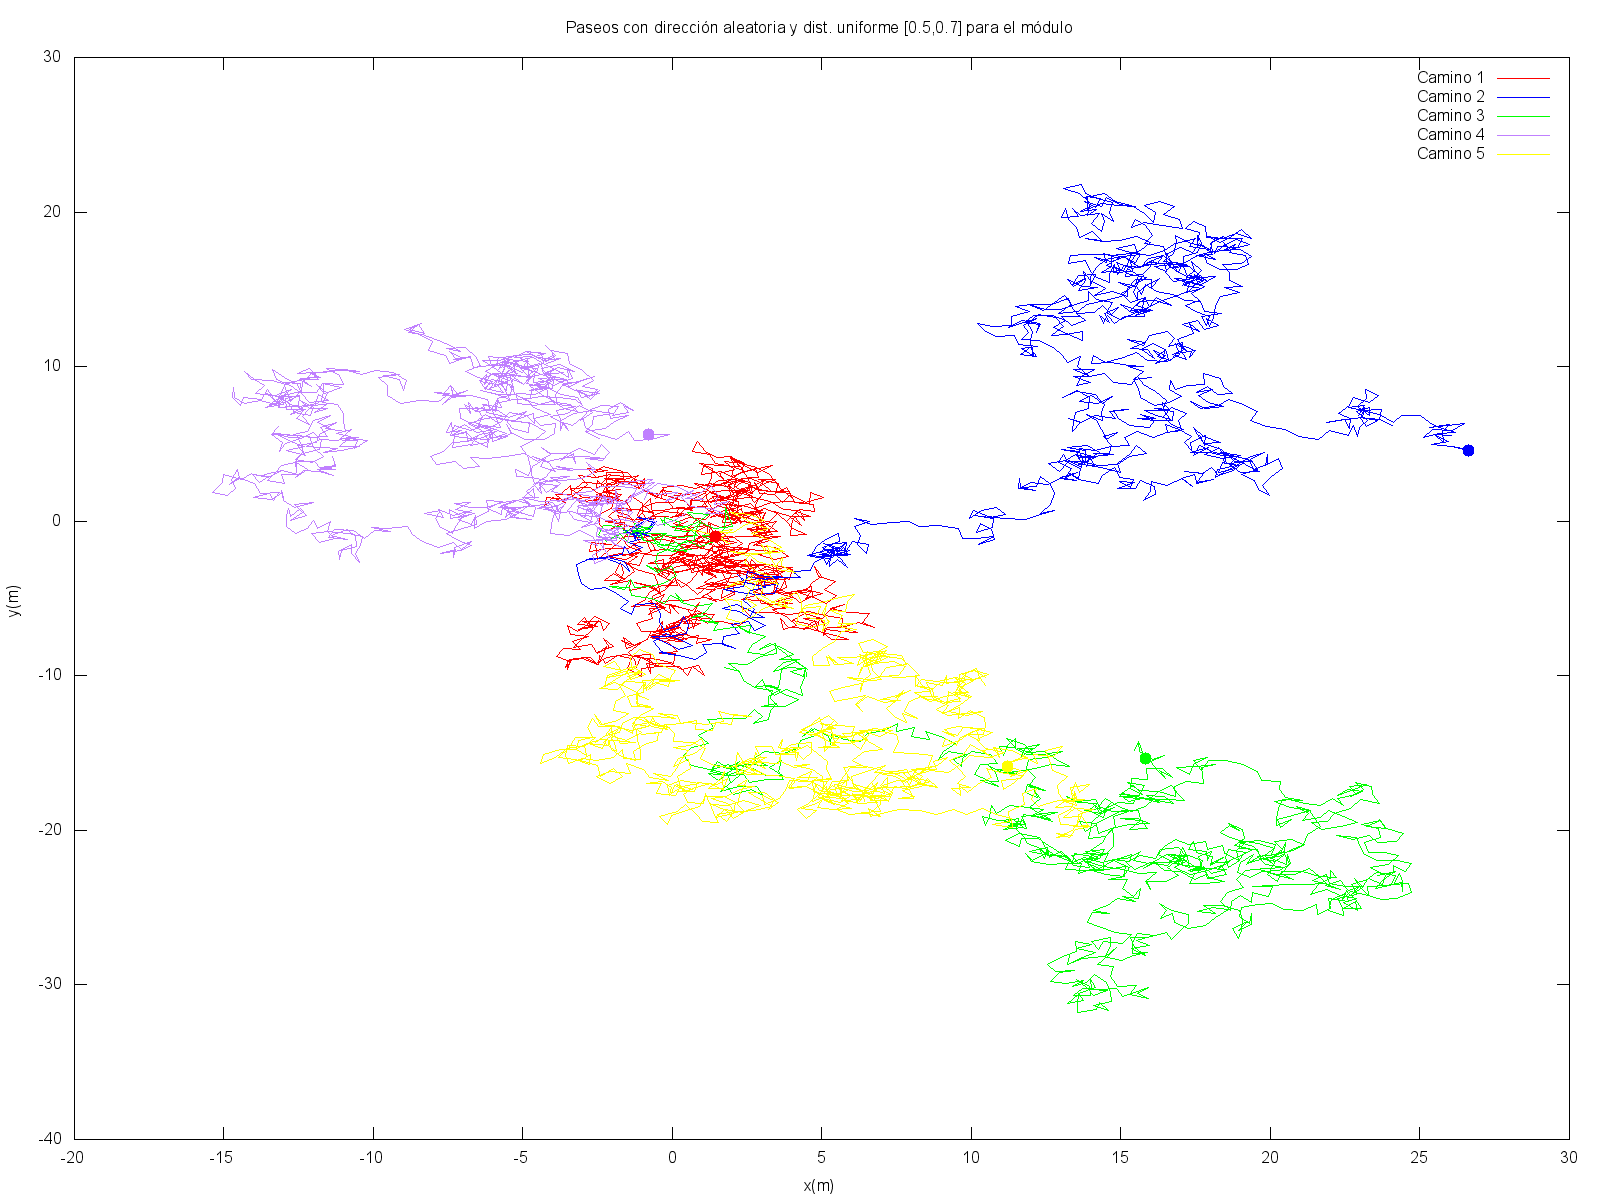 Paseos con dirección aleatoria y dist. uniforme [0.5,0.7] para el módulo
30
Camino 1
Camino 2
Camino 3
Camino 4
Camino 5
20
10
0
-10
-20
-30
-40
y(m)
-20 -15 -10 -5 0 5 10 15 20 25 30
x(m)